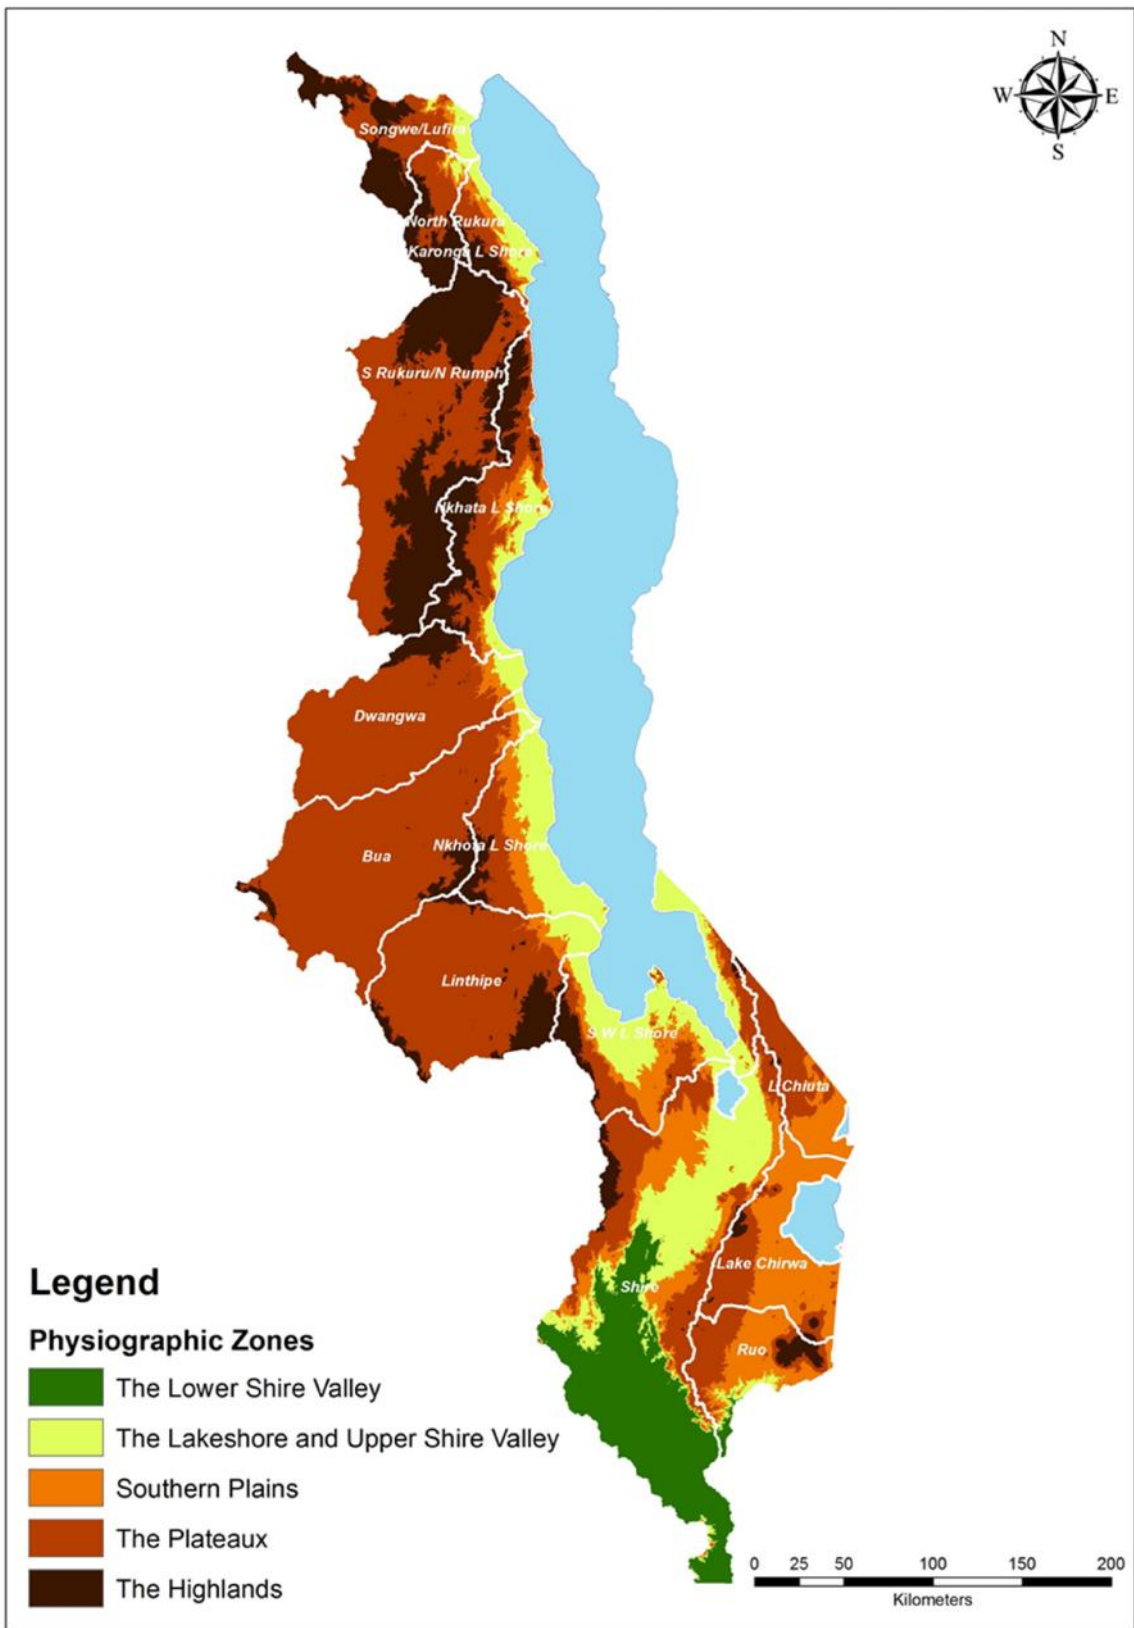 N
W E
S
Songwe/Lufira
North Rukura
Karonga L Shore
S Rukuru/N Rumph
Nkhata L Shore
Dwangwa
Bua
Nkhota L Shore
Linthipe
S W L Shore
L Chiuta
Lake Chirwa
Shire
Ruo
Legend
Physiographic Zones
The Lower Shire Valley
The Lakeshore and Upper Shire Valley
Southern Plains
The Plateaux
The Highlands
0 25 50 100 150 200
Kilometers